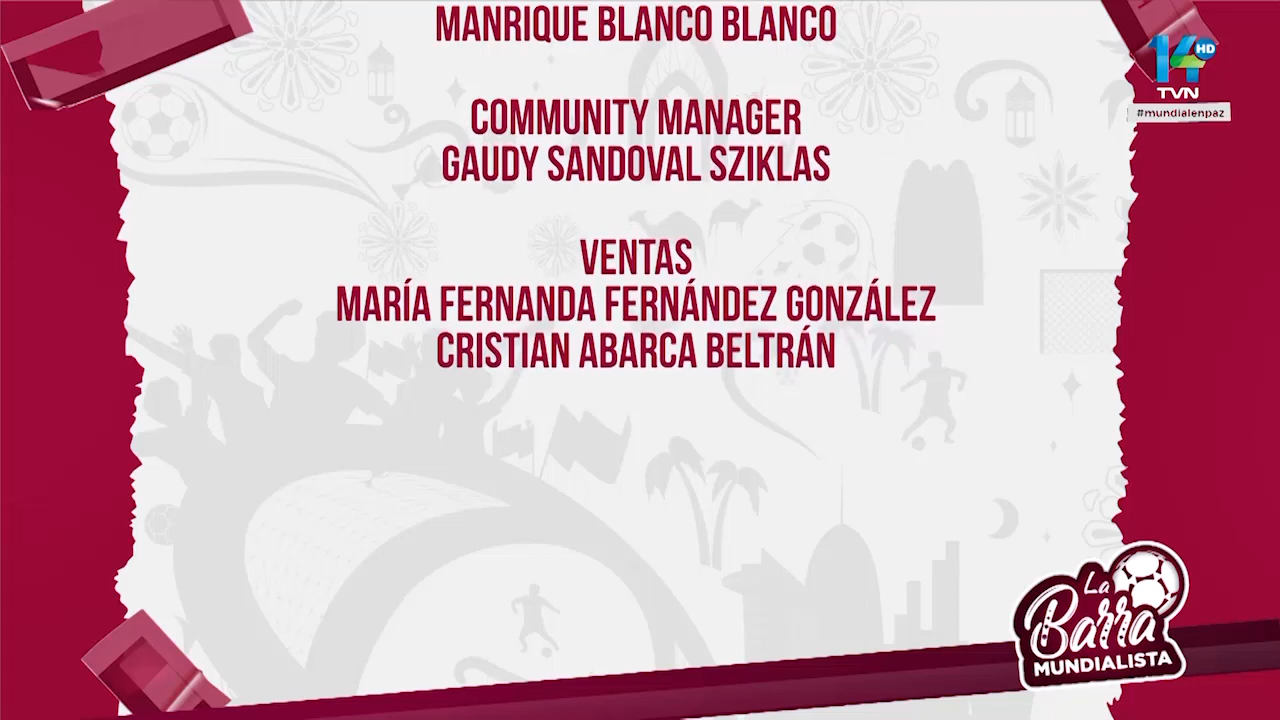 MANRIQUE BLANCO BLANCO
COMMUNITY MANAGER
GAUDY SANDOVAL SZIKLAS
VENTAS
MARÍA FERNANDA FERNÁNDEZ GONZÁLEZ
CRISTIAN ABARCA BELTRÁN
14 HD
TVN
#mundialenpaz
La
Barra
MUNDIALISTA